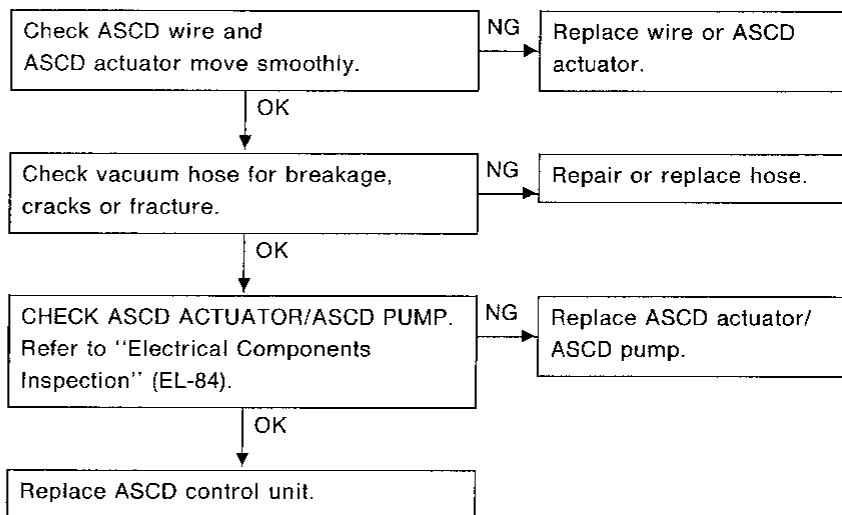 Check ASCD wire and
ASCD actuator move smoothly.
NG
Replace wire or ASCD
actuator.
OK
Check vacuum hose for breakage,
cracks or fracture.
NG
Repair or replace hose.
OK
CHECK ASCD ACTUATOR/ASCD PUMP.
Refer to ''Electrical Components
Inspection'' (EL-84).
NG
Replace ASCD actuator/
ASCD pump.
OK
Replace ASCD control unit.